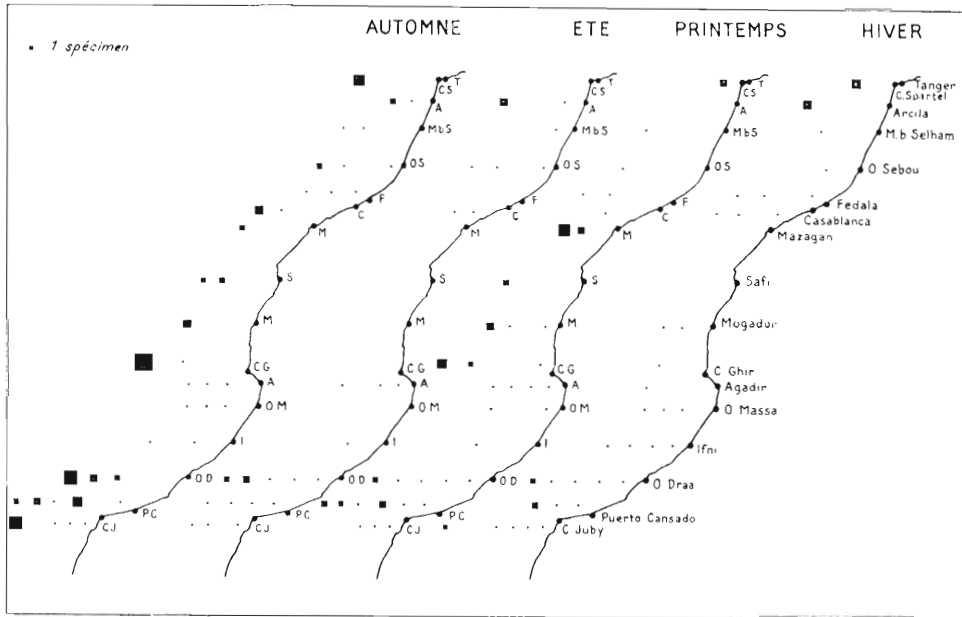 AUTOMNE
ETE
PRINTEMPS
HIVER
1 spécimen
CS
T
A
MbS
OS
F
C
M
S
M
CG
A
OM
I
OD
PC
CJ
CS
T
A
MbS
OS
F
C
M
S
M
CG
A
OM
I
OD
PC
CJ
CS
T
A
MbS
OS
F
C
M
S
M
CG
A
OM
I
OD
PC
CJ
Tanger
C. Spartel
Arcila
M.b Selham
O Sebou
Fedala
Casablanca
Mazagan
Safi
Mogador
C Ghir
Agadir
O Massa
Ifni
O Draa
Puerto Cansado
C Juby